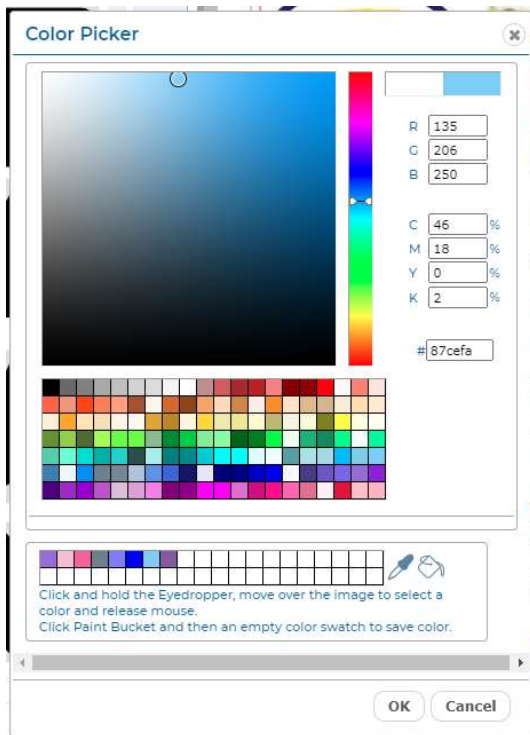 Color Picker
R 135
G 206
B 250
C 46 %
M 18 %
Y 0 %
K 2 %
# 87cefa
Click and hold the Eyedropper, move over the image to select a
color and release mouse.
Click Paint Bucket and then an empty color swatch to save color.
OK Cancel